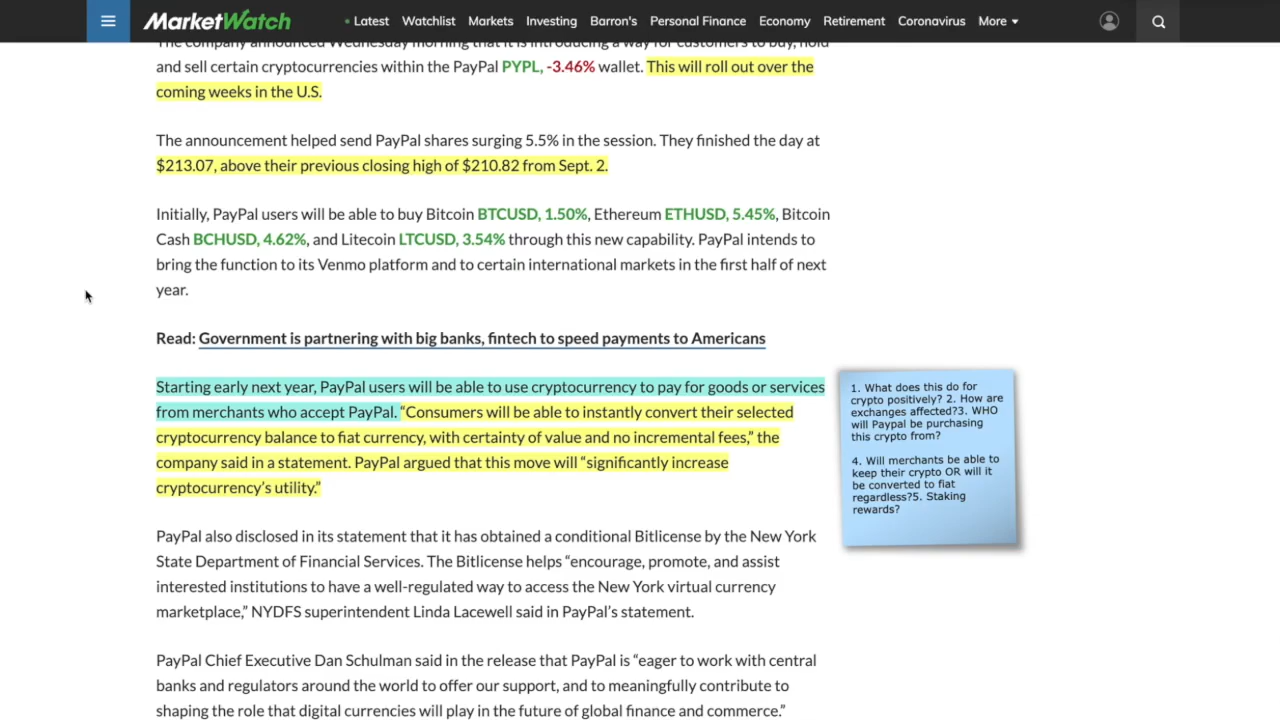 MarketWatch
Latest Watchlist Markets Investing Barron's Personal Finance Economy Retirement Coronavirus More
The company announced Wednesday morning that it is introducing a way for customers to buy, hold
and sell certain cryptocurrencies within the PayPal PYPL, -3.46% wallet. This will roll out over the
coming weeks in the U.S.
The announcement helped send PayPal shares surging 5.5% in the session. They finished the day at
$213.07, above their previous closing high of $210.82 from Sept. 2.
Initially, PayPal users will be able to buy Bitcoin BTCUSD, 1.50%, Ethereum ETHUSD, 5.45%, Bitcoin
Cash BCHUSD, 4.62%, and Litecoin LTCUSD, 3.54% through this new capability. PayPal intends to
bring the function to its Venmo platform and to certain international markets in the first half of next
year.
Read: Government is partnering with big banks, fintech to speed payments to Americans
Starting early next year, PayPal users will be able to use cryptocurrency to pay for goods or services
from merchants who accept PayPal. “Consumers will be able to instantly convert their selected
cryptocurrency balance to fiat currency, with certainty of value and no incremental fees,” the
company said in a statement. PayPal argued that this move will “significantly increase
cryptocurrency’s utility.”
1. What does this do for
crypto positively? 2. How are
exchanges affected?3. WHO
will Paypal be purchasing
this crypto from?
4. Will merchants be able to
keep their crypto OR will it
be converted to fiat
regardless?5. Staking
rewards?
PayPal also disclosed in its statement that it has obtained a conditional Bitlicense by the New York
State Department of Financial Services. The Bitlicense helps “encourage, promote, and assist
interested institutions to have a well-regulated way to access the New York virtual currency
marketplace,” NYDFS superintendent Linda Lacewell said in PayPal’s statement.
PayPal Chief Executive Dan Schulman said in the release that PayPal is “eager to work with central
banks and regulators around the world to offer our support, and to meaningfully contribute to
shaping the role that digital currencies will play in the future of global finance and commerce.”